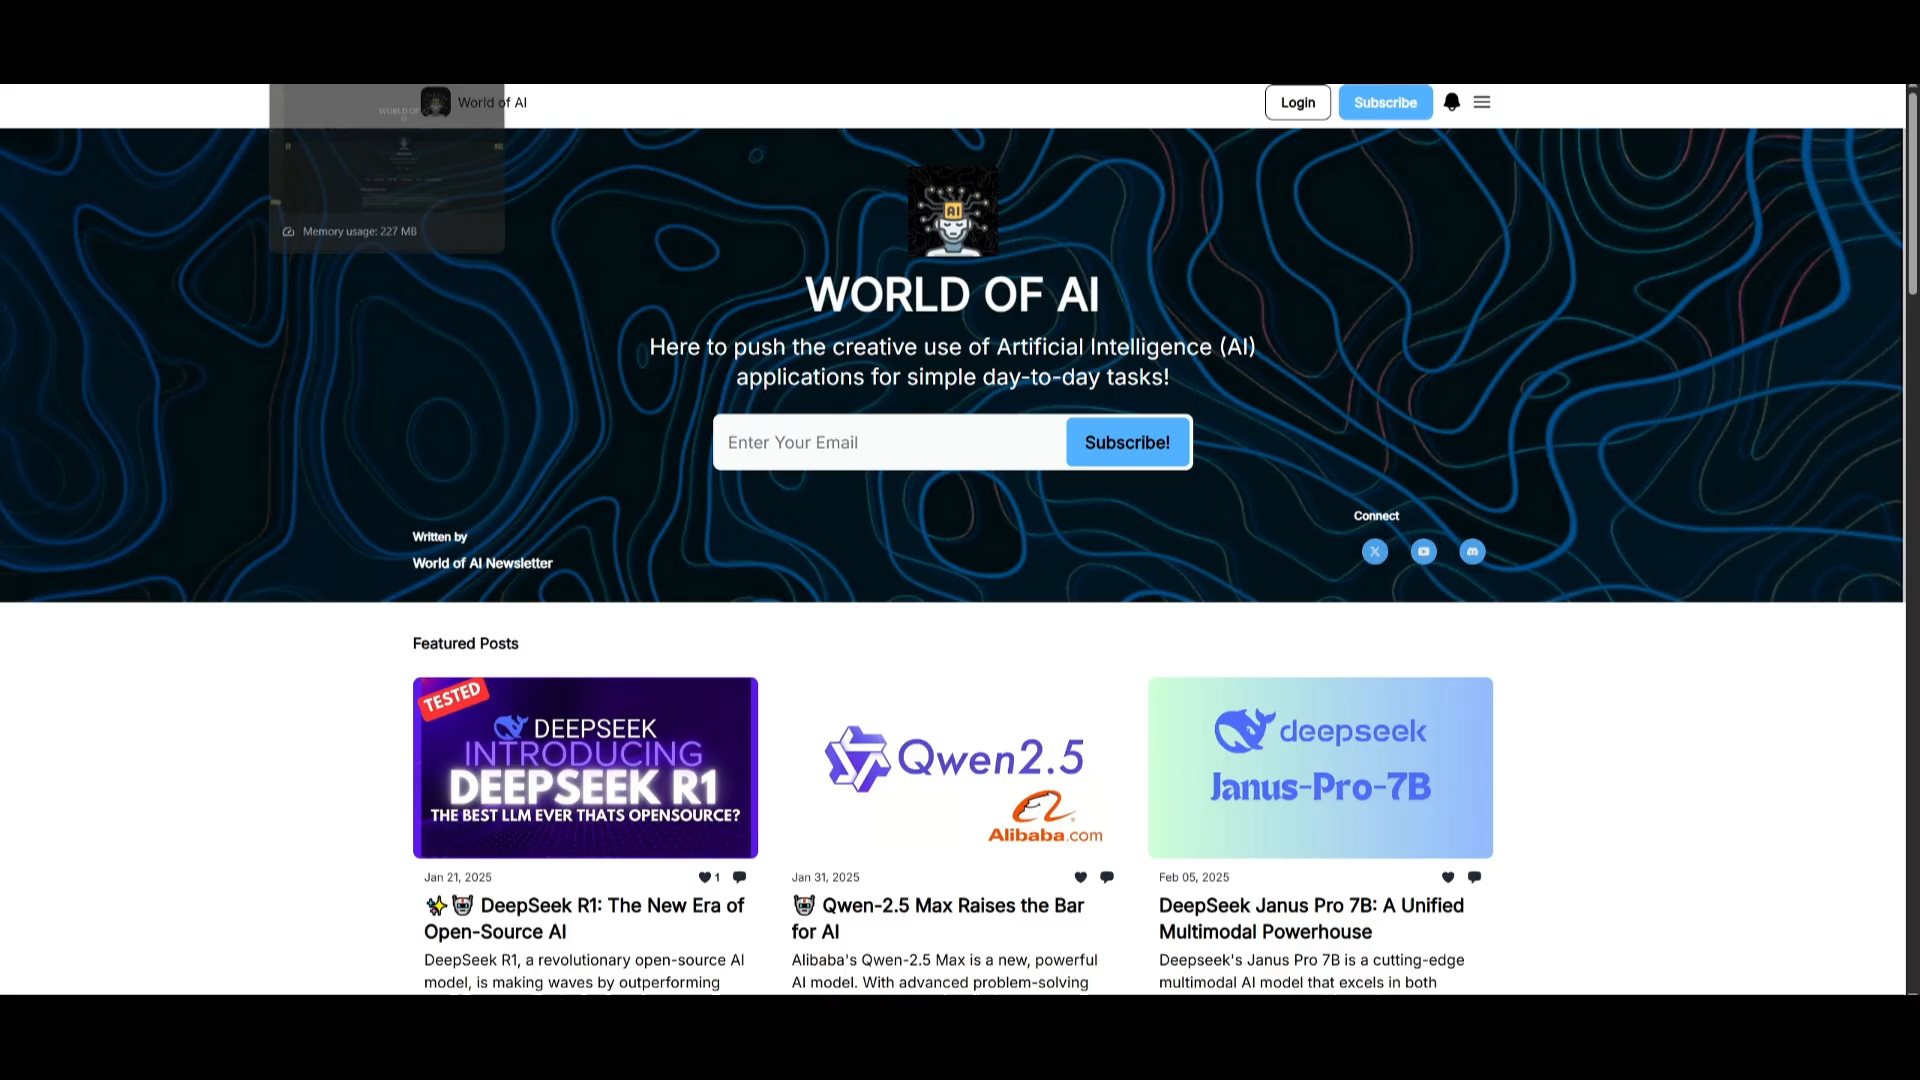 World of AI
Login
Subscribe
WORLD OF
Memory usage: 227 MB
AI
WORLD OF AI
Here to push the creative use of Artificial Intelligence (AI)
applications for simple day-to-day tasks!
Enter Your Email
Subscribe!
Written by
World of AI Newsletter
Connect
Featured Posts
TESTED
DEEPSEEK
INTRODUCING
DEEPSEEK R1
THE BEST LLM EVER THATS OPENSOURCE?
Jan 21, 2025
1
DeepSeek R1: The New Era of
Open-Source AI
DeepSeek R1, a revolutionary open-source AI
model, is making waves by outperforming
Qwen2.5
Alibaba.com
Jan 31, 2025
Qwen-2.5 Max Raises the Bar
for AI
Alibaba's Qwen-2.5 Max is a new, powerful
AI model. With advanced problem-solving
deepseek
Janus-Pro-7B
Feb 05, 2025
DeepSeek Janus Pro 7B: A Unified
Multimodal Powerhouse
Deepseek's Janus Pro 7B is a cutting-edge
multimodal AI model that excels in both